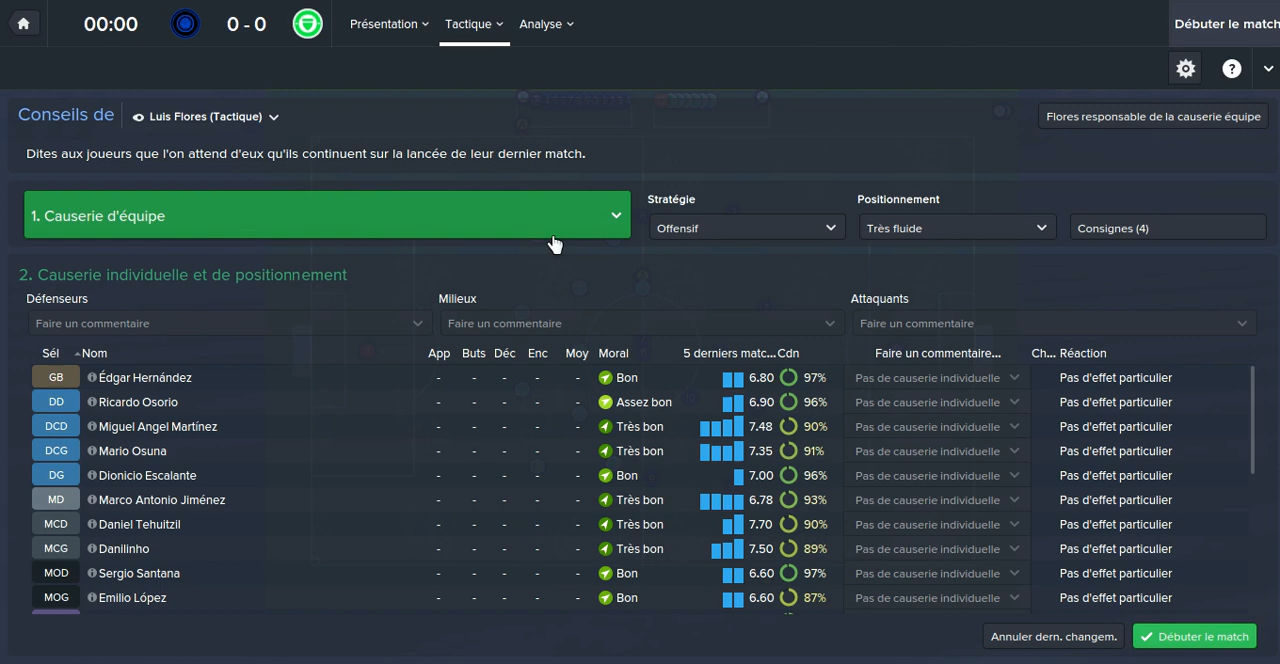 00:00 0 - 0 Présentation Tactique Analyse Débuter le match
?
Conseils de Luis Flores (Tactique) Flores responsable de la causerie équipe
Dites aux joueurs que l'on attend d'eux qu'ils continuent sur la lancée de leur dernier match.
Stratégie Positionnement
1. Causerie d'équipe Offensif Très fluide Consignes (4)
2. Causerie individuelle et de positionnement
Défenseurs Milieux Attaquants
Faire un commentaire Faire un commentaire Faire un commentaire
Sél Nom App Buts Déc Enc Moy Moral 5 derniers matc... Cdn Faire un commentaire... Ch... Réaction
GB Édgar Hernández - - - - - Bon 6.80 97% Pas de causerie individuelle Pas d'effet particulier
DD Ricardo Osorio - - - - - Assez bon 6.90 96% Pas de causerie individuelle Pas d'effet particulier
DCD Miguel Angel Martínez - - - - - Très bon 7.48 90% Pas de causerie individuelle Pas d'effet particulier
DCG Mario Osuna - - - - - Très bon 7.35 91% Pas de causerie individuelle Pas d'effet particulier
DG Dionicio Escalante - - - - - Bon 7.00 96% Pas de causerie individuelle Pas d'effet particulier
MD Marco Antonio Jiménez - - - - - Très bon 6.78 93% Pas de causerie individuelle Pas d'effet particulier
MCD Daniel Tehuitzil - - - - - Très bon 7.70 90% Pas de causerie individuelle Pas d'effet particulier
MCG Danilinho - - - - - Très bon 7.50 89% Pas de causerie individuelle Pas d'effet particulier
MOD Sergio Santana - - - - - Bon 6.60 97% Pas de causerie individuelle Pas d'effet particulier
MOG Emilio López - - - - - Bon 6.60 87% Pas de causerie individuelle Pas d'effet particulier
Annuler dern. changem. Débuter le match